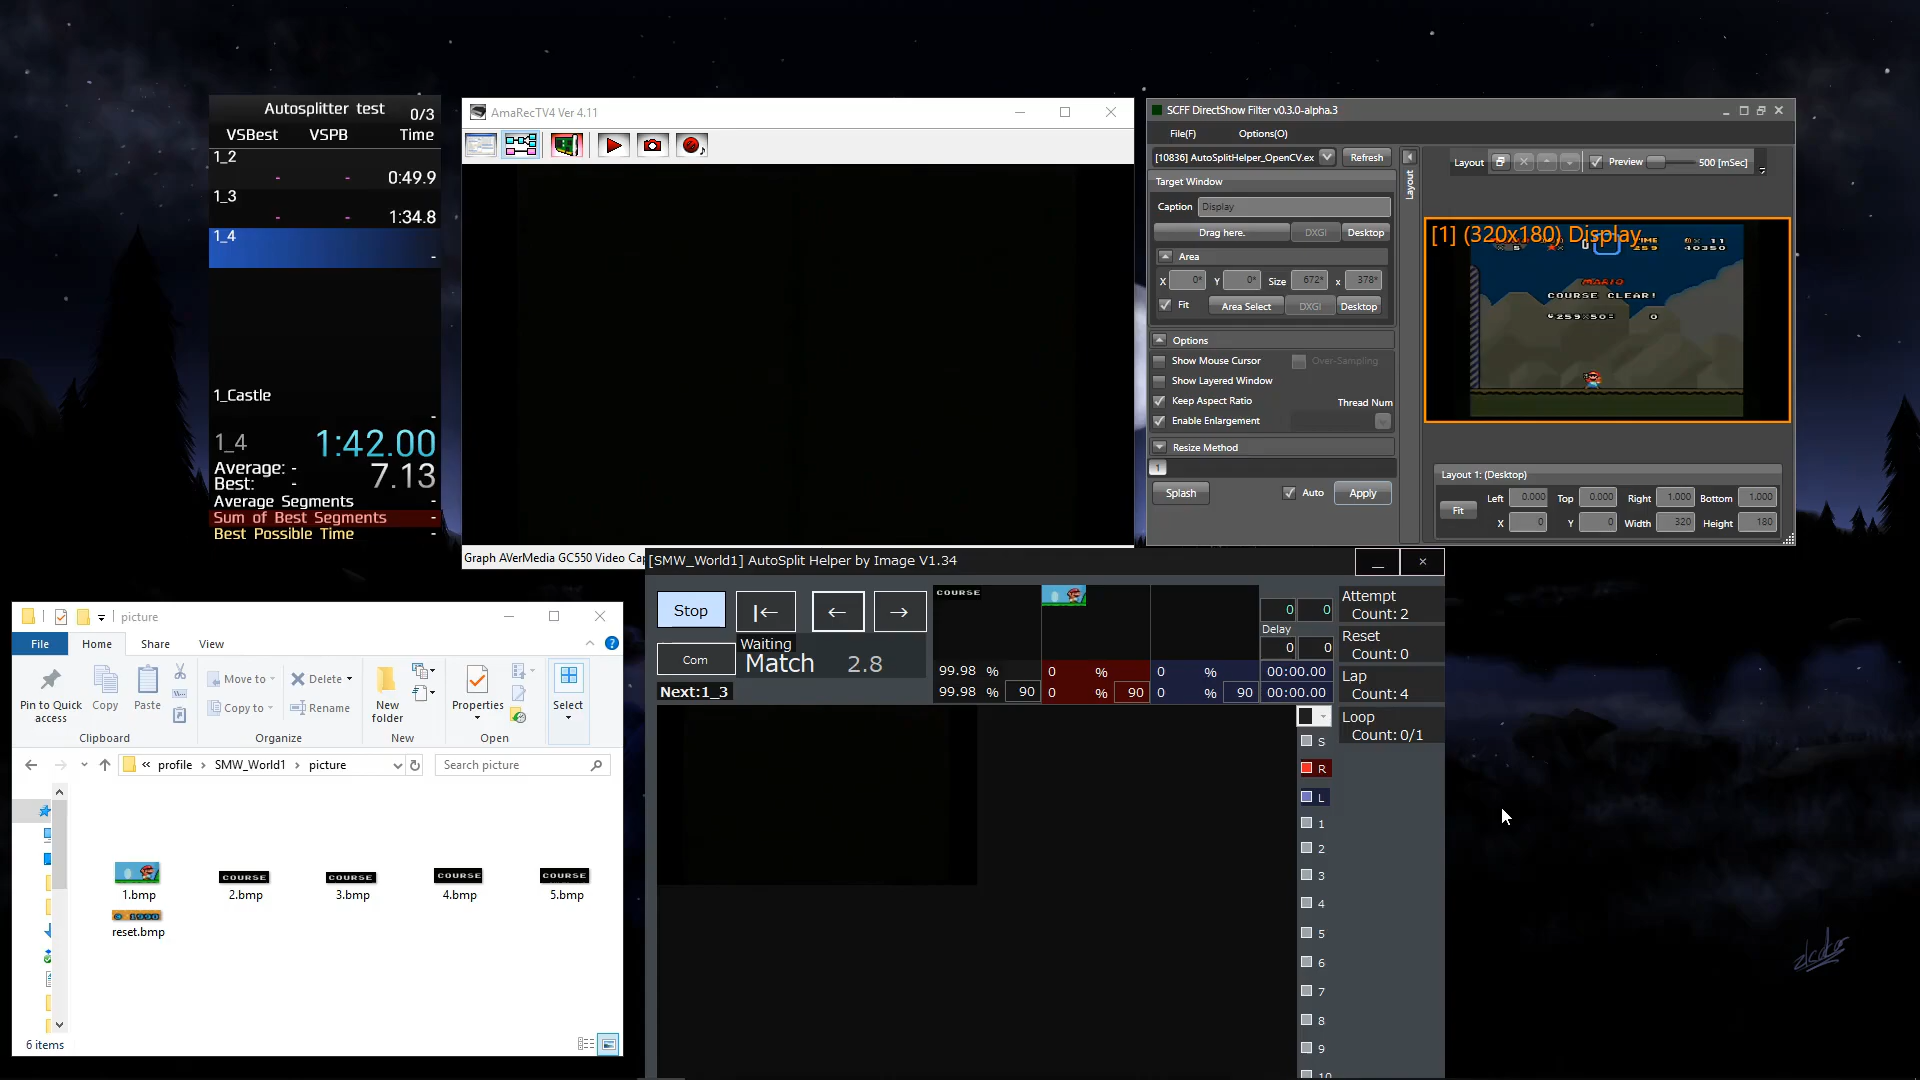 Autosplitter test
0/3
VSBest VSPB Time
1_2
- - 0:49.9
1_3
- - 1:34.8
1_4
-
1_Castle
-
1_4 1:42.00
Average: - 7.13
Best: -
Average Segments -
Sum of Best Segments -
Best Possible Time -
AmaRecTV4 Ver 4.11
Graph AVerMedia GC550 Video Ca
SCFF DirectShow Filter v0.3.0-alpha.3
File(F) Options(O)
[10836] AutoSplitHelper_OpenCV.ex Refresh
Target Window
Caption Display
Drag here. DXGI Desktop
Area
X 0* Y 0* Size 672* x 378*
Fit Area Select DXGI Desktop
Options
Show Mouse Cursor Over-Sampling
Show Layered Window
Keep Aspect Ratio Thread Num
Enable Enlargement
Resize Method
1
Splash Auto Apply
Layout
Layout Preview 500 [mSec]
[1] (320x180) Display
TIME
259 40350
MARIO
COURSE CLEAR!
259×50= 0
Layout 1: (Desktop)
Fit Left 0.000 Top 0.000 Right 1.000 Bottom 1.000
X 0 Y 0 Width 320 Height 180
[SMW_World1] AutoSplit Helper by Image V1.34
Stop |← ← →
Com Waiting
Match 2.8
Next:1_3
COURSE
99.98 % 0 % 0 %
99.98 % 90 0 % 90 0 % 90
0 0
Delay
0 0
00:00.00
00:00.00
Attempt
Count: 2
Reset
Count: 0
Lap
Count: 4
Loop
Count: 0/1
S
R
L
1
2
3
4
5
6
7
8
9
10
picture
File Home Share View
Pin to Quick access
Copy
Paste
Clipboard
Move to
Copy to
Delete
Rename
Organize
New folder
New
Properties
Open
Select
« profile › SMW_World1 › picture
Search picture
COURSE COURSE COURSE COURSE
1.bmp 2.bmp 3.bmp 4.bmp 5.bmp
reset.bmp
6 items